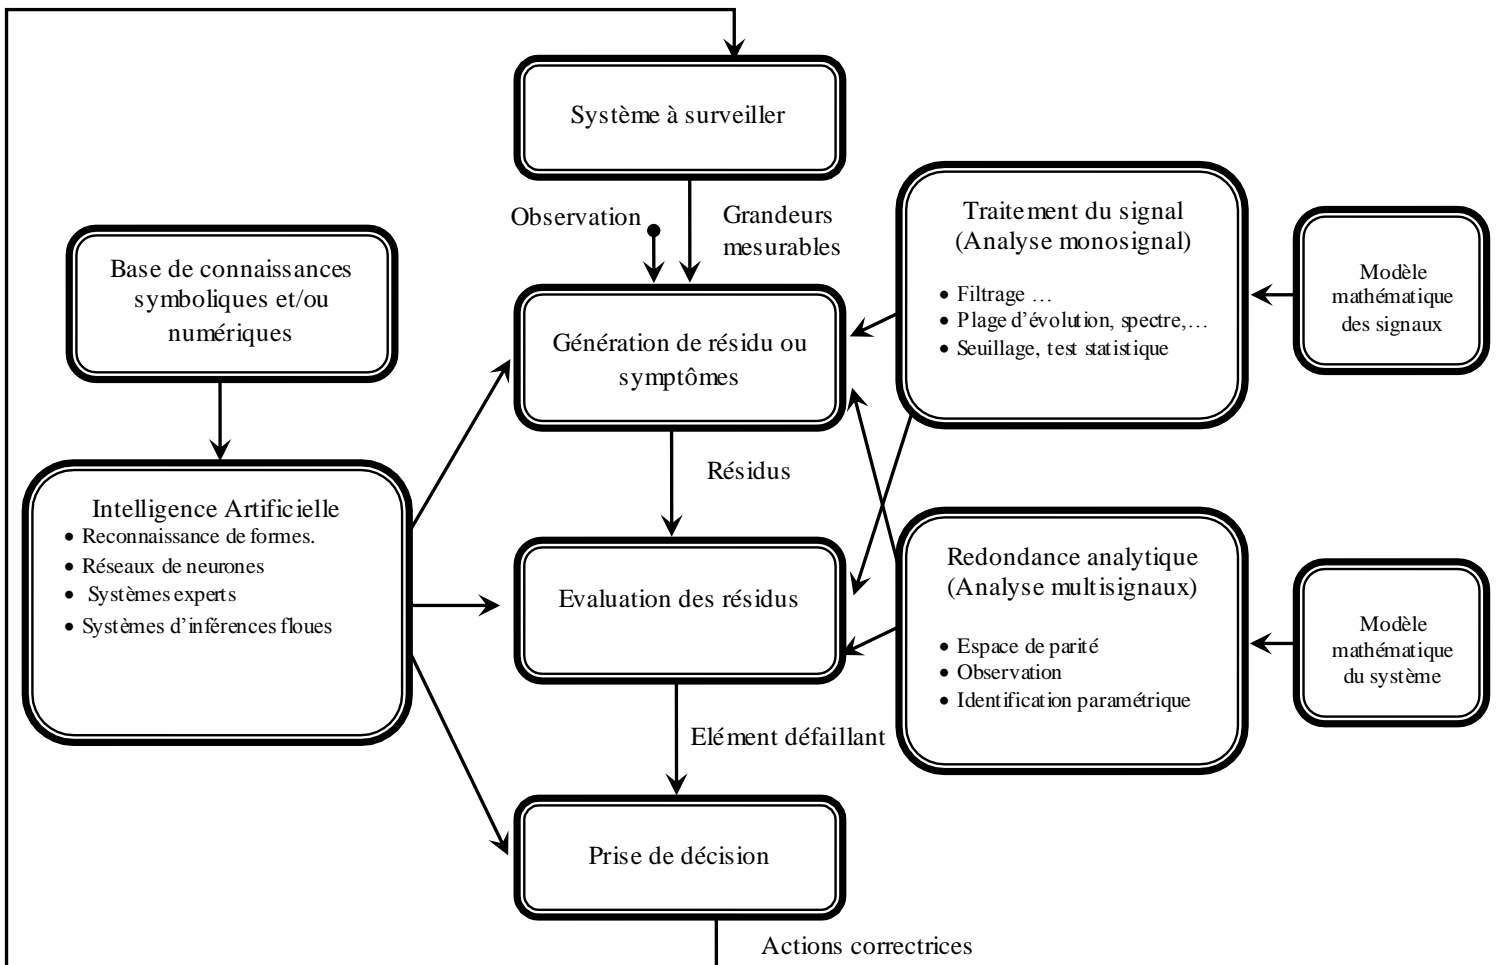 Système à surveiller
Observation
Grandeurs
mesurables
Base de connaissances
symboliques et/ou
numériques
Traitement du signal
(Analyse monosignal)
• Filtrage …
• Plage d'évolution, spectre,…
• Seuillage, test statistique
Modèle
mathématique
des signaux
Génération de résidu ou
symptômes
Résidus
Intelligence Artificielle
• Reconnaissance de formes.
• Réseaux de neurones
• Systèmes experts
• Systèmes d'inférences floues
Evaluation des résidus
Redondance analytique
(Analyse multisignaux)
• Espace de parité
• Observation
• Identification paramétrique
Modèle
mathématique
du système
Elément défaillant
Prise de décision
Actions correctrices